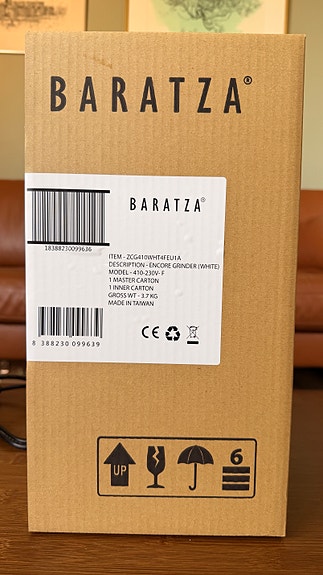 BARATZA®
BARATZA®
18388230099636
ITEM - ZCG410WHT4FEU1A
DESCRIPTION - ENCORE GRINDER (WHITE)
MODEL - 410-230V- F
1 MASTER CARTON
1 INNER CARTON
GROSS WT - 3.7 KG
MADE IN TAIWAN
CE
8 388230 099639
UP
6